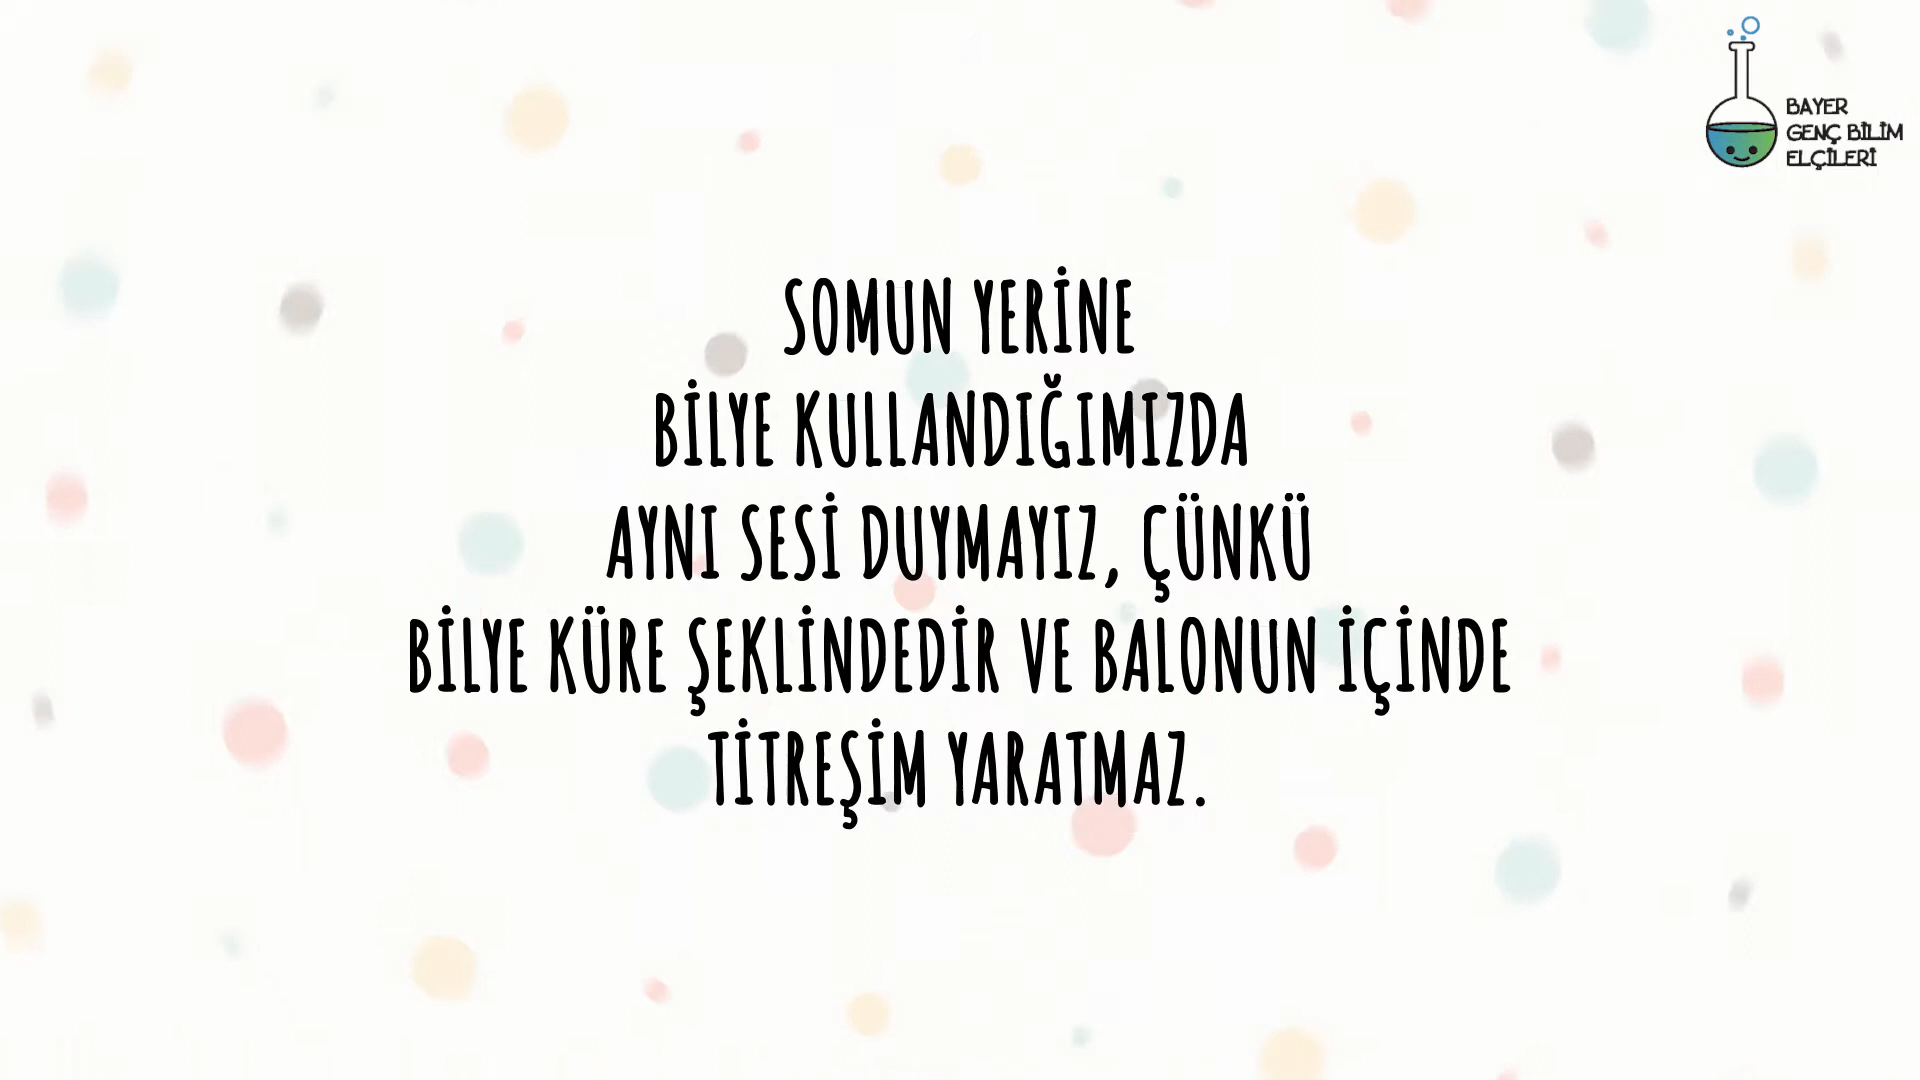 BAYER
GENÇ BİLİM
ELÇİLERİ
SOMUN YERİNE
BİLYE KULLANDIĞIMIZDA
AYNI SESİ DUYMAYIZ, ÇÜNKÜ
BİLYE KÜRE ŞEKLİNDEDİR VE BALONUN İÇİNDE
TİTREŞİM YARATMAZ.